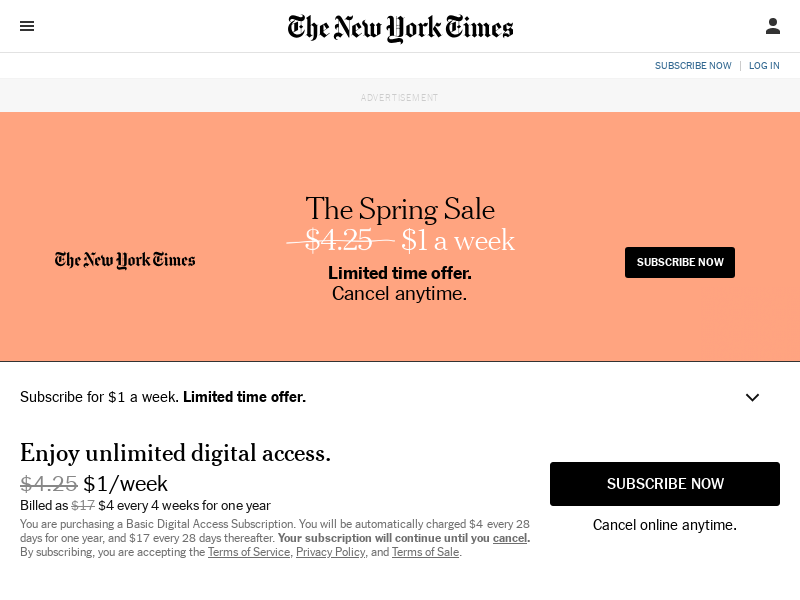 The New York Times
SUBSCRIBE NOW | LOG IN
ADVERTISEMENT
The Spring Sale
$4.25 $1 a week
The New York Times
Limited time offer.
Cancel anytime.
SUBSCRIBE NOW
Subscribe for $1 a week. Limited time offer.
Enjoy unlimited digital access.
$4.25 $1/week
Billed as $17 $4 every 4 weeks for one year
You are purchasing a Basic Digital Access Subscription. You will be automatically charged $4 every 28
days for one year, and $17 every 28 days thereafter. Your subscription will continue until you cancel.
By subscribing, you are accepting the Terms of Service, Privacy Policy, and Terms of Sale.
SUBSCRIBE NOW
Cancel online anytime.